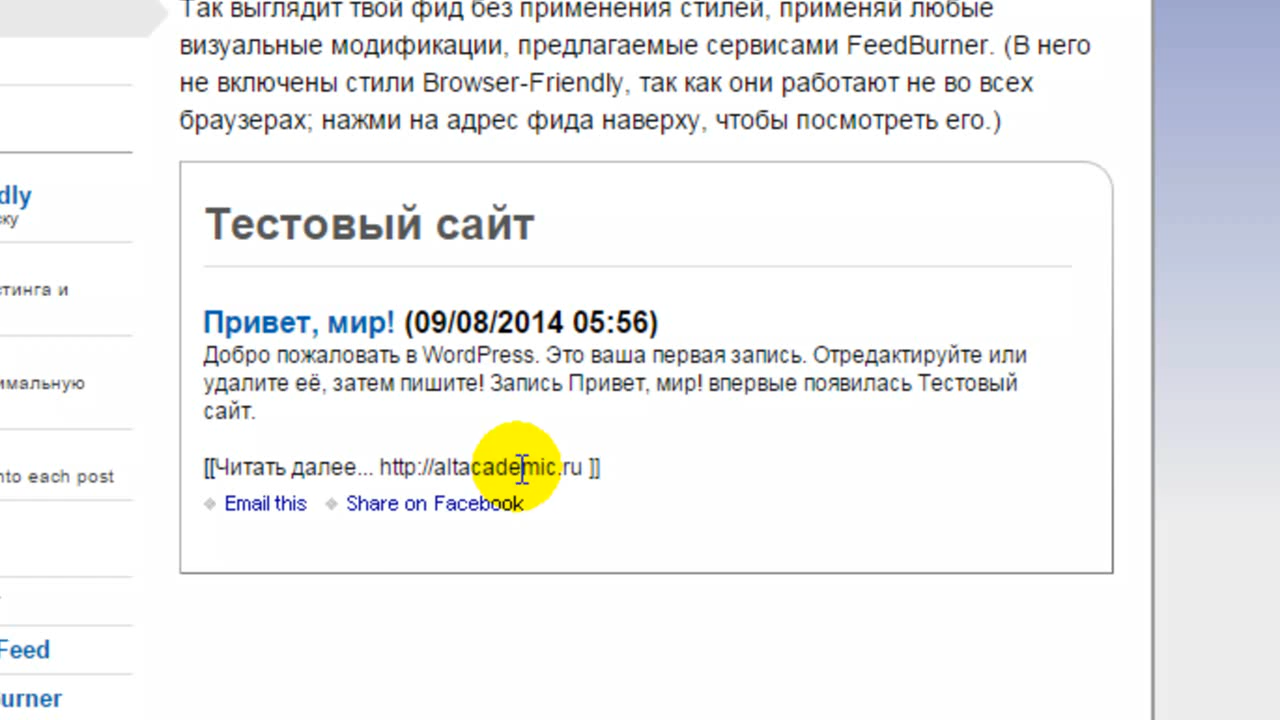 Так выглядит твой фид без применения стилей, применяй любые
визуальные модификации, предлагаемые сервисами FeedBurner. (В него
не включены стили Browser-Friendly, так как они работают не во всех
браузерах; нажми на адрес фида наверху, чтобы посмотреть его.)
Тестовый сайт
Привет, мир! (09/08/2014 05:56)
Добро пожаловать в WordPress. Это ваша первая запись. Отредактируйте или
удалите её, затем пишите! Запись Привет, мир! впервые появилась Тестовый
сайт.
[[Читать далее... http://altacademic.ru ]]
Email this Share on Facebook
dly
ску
стинга и
имальную
nto each post
Feed
urner